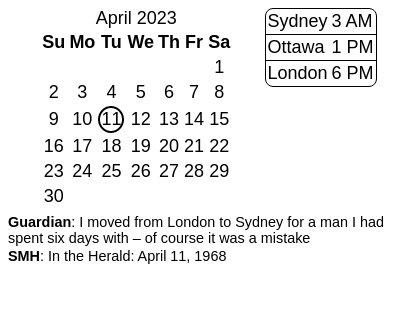 April 2023
Su Mo Tu We Th Fr Sa
1
2 3 4 5 6 7 8
9 10 11 12 13 14 15
16 17 18 19 20 21 22
23 24 25 26 27 28 29
30
Sydney 3 AM
Ottawa 1 PM
London 6 PM
Guardian: I moved from London to Sydney for a man I had
spent six days with – of course it was a mistake
SMH: In the Herald: April 11, 1968